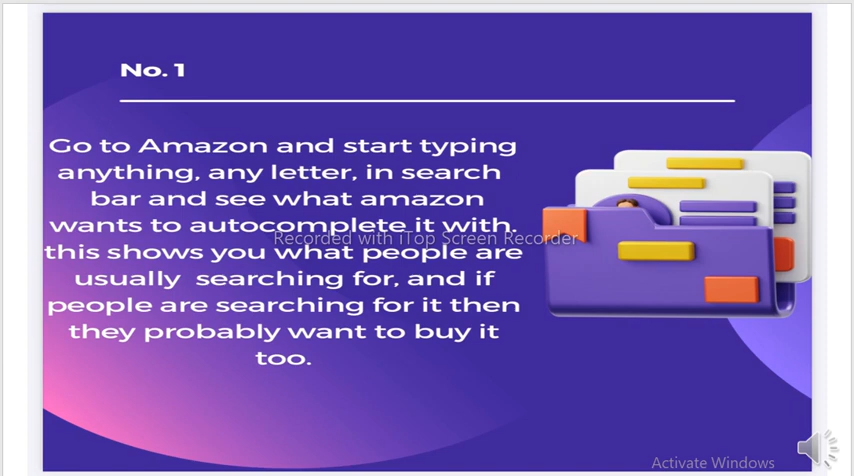 No. 1
Go to Amazon and start typing
anything, any letter, in search
bar and see what amazon
wants to autocomplete it with.
Recorded with iTop Screen Recorder
this shows you what people are
usually searching for, and if
people are searching for it then
they probably want to buy it
too.
Activate Windows